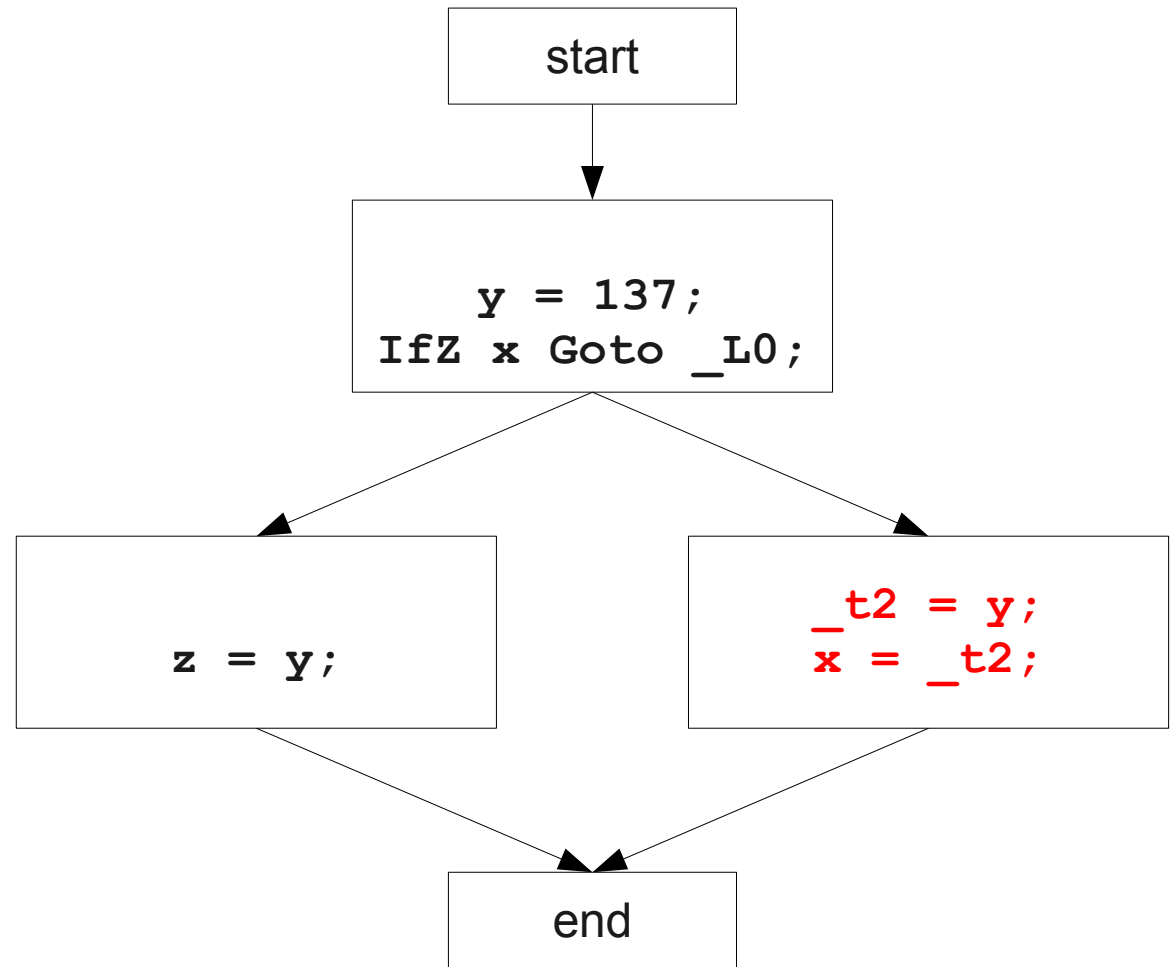 start
y = 137;
IfZ x Goto _L0;
z = y;
_t2 = y;
x = _t2;
end